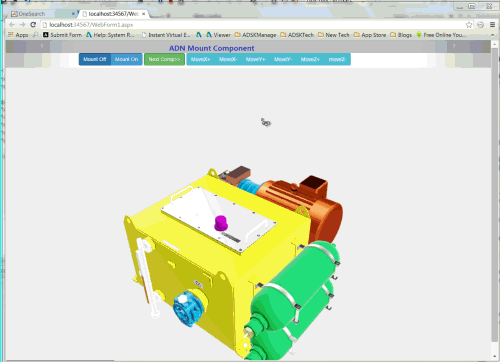 OneSearch
localhost:34567/WebF
localhost:34567/WebForm1.aspx
Apps
Submit Form
Help: System R...
Instant Virtual E...
Viewer
ADSKManage
ADSKTech
New Tech
App Store
Blogs
Free Online You...
ADN Mount Component
Mount Off
Mount On
Next Comp>>
MoveX+
MoveX-
MoveY+
MoveY-
MoveZ+
moveZ-